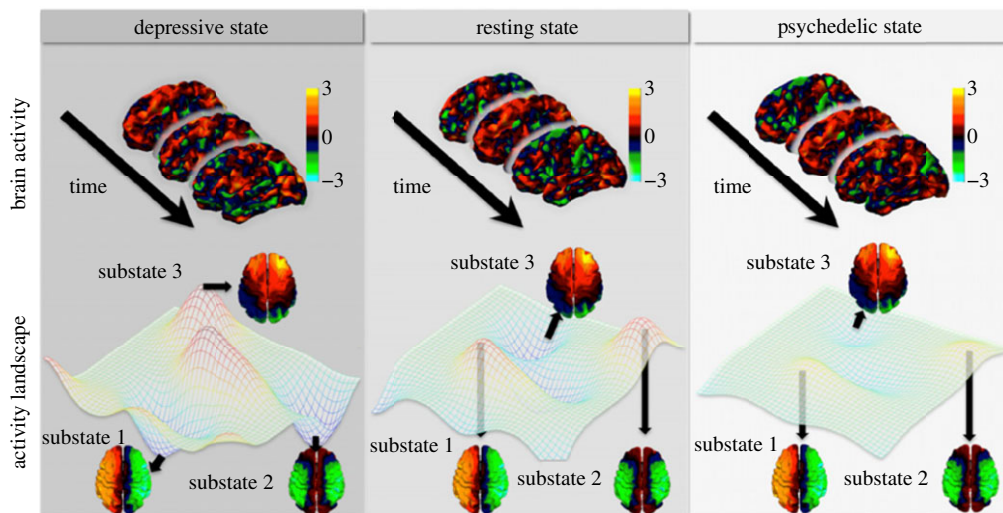 depressive state
resting state
psychedelic state
brain activity
time
3
0
−3
time
3
0
−3
time
3
0
−3
activity landscape
substate 3
substate 1
substate 2
substate 3
substate 1
substate 2
substate 3
substate 1
substate 2